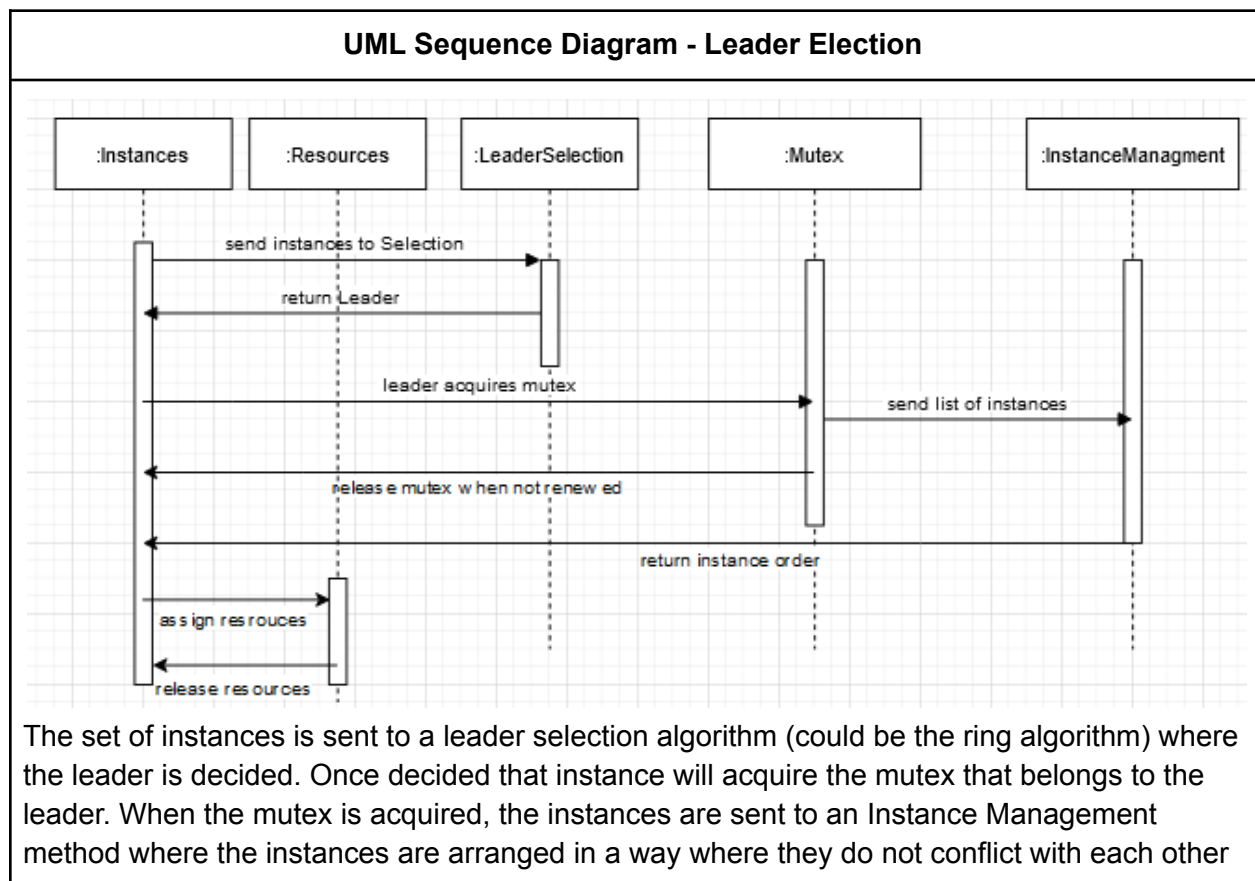 UML Sequence Diagram - Leader Election
:Instances
:Resources
:LeaderSelection
:Mutex
:InstanceManagment
send instances to Selection
return Leader
leader acquires mutex
send list of instances
release mutex when not renewed
return instance order
assign resrouces
release resources
The set of instances is sent to a leader selection algorithm (could be the ring algorithm) where
the leader is decided. Once decided that instance will acquire the mutex that belongs to the
leader. When the mutex is acquired, the instances are sent to an Instance Management
method where the instances are arranged in a way where they do not conflict with each other